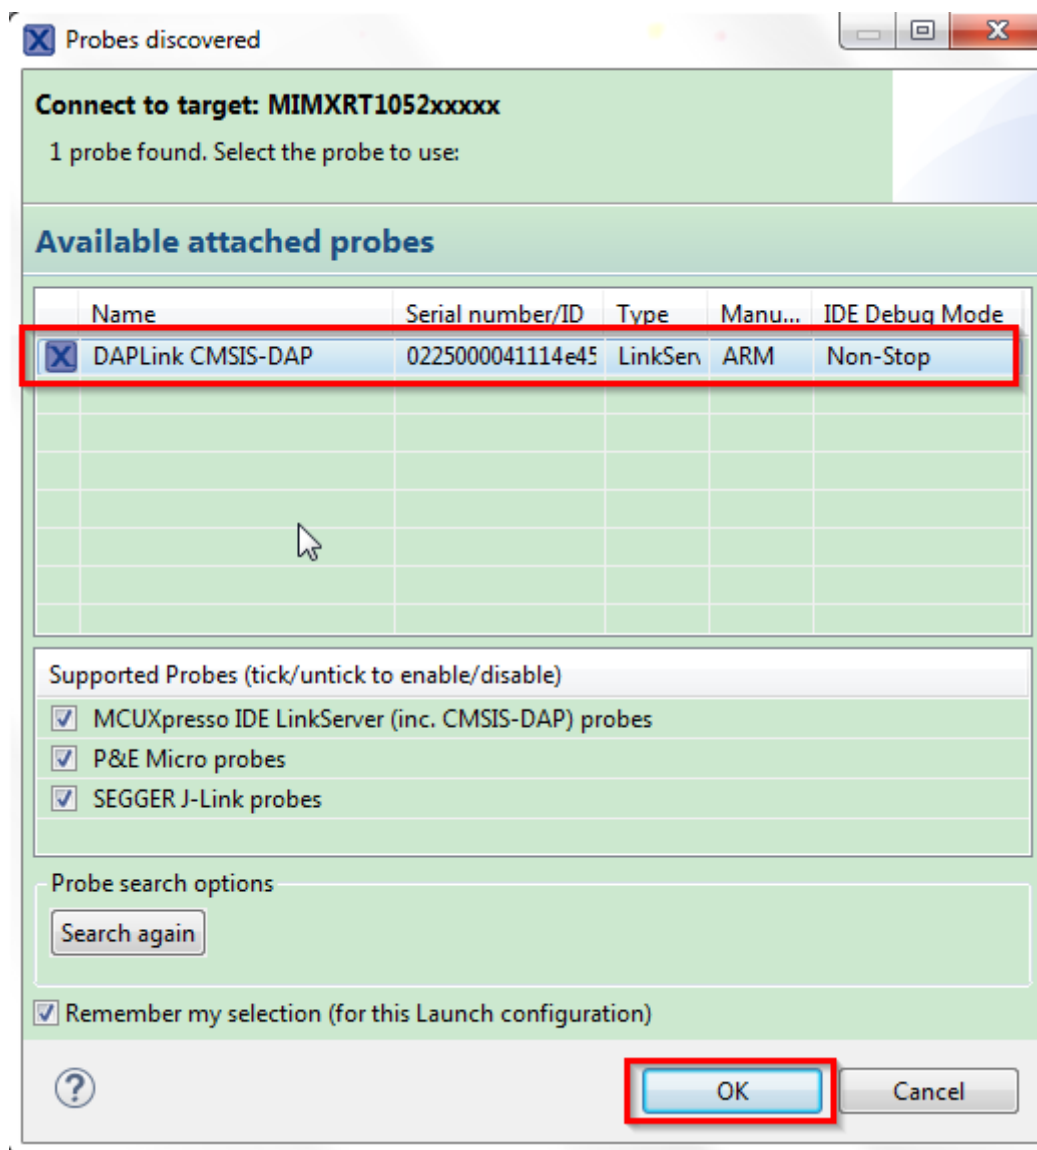 Probes discovered
Connect to target: MIMXRT1052xxxxx
1 probe found. Select the probe to use:
Available attached probes
Name Serial number/ID Type Manu... IDE Debug Mode
DAPLink CMSIS-DAP 0225000041114e45 LinkSen ARM Non-Stop
Supported Probes (tick/untick to enable/disable)
MCUXpresso IDE LinkServer (inc. CMSIS-DAP) probes
P&E Micro probes
SEGGER J-Link probes
Probe search options
Search again
Remember my selection (for this Launch configuration)
OK Cancel